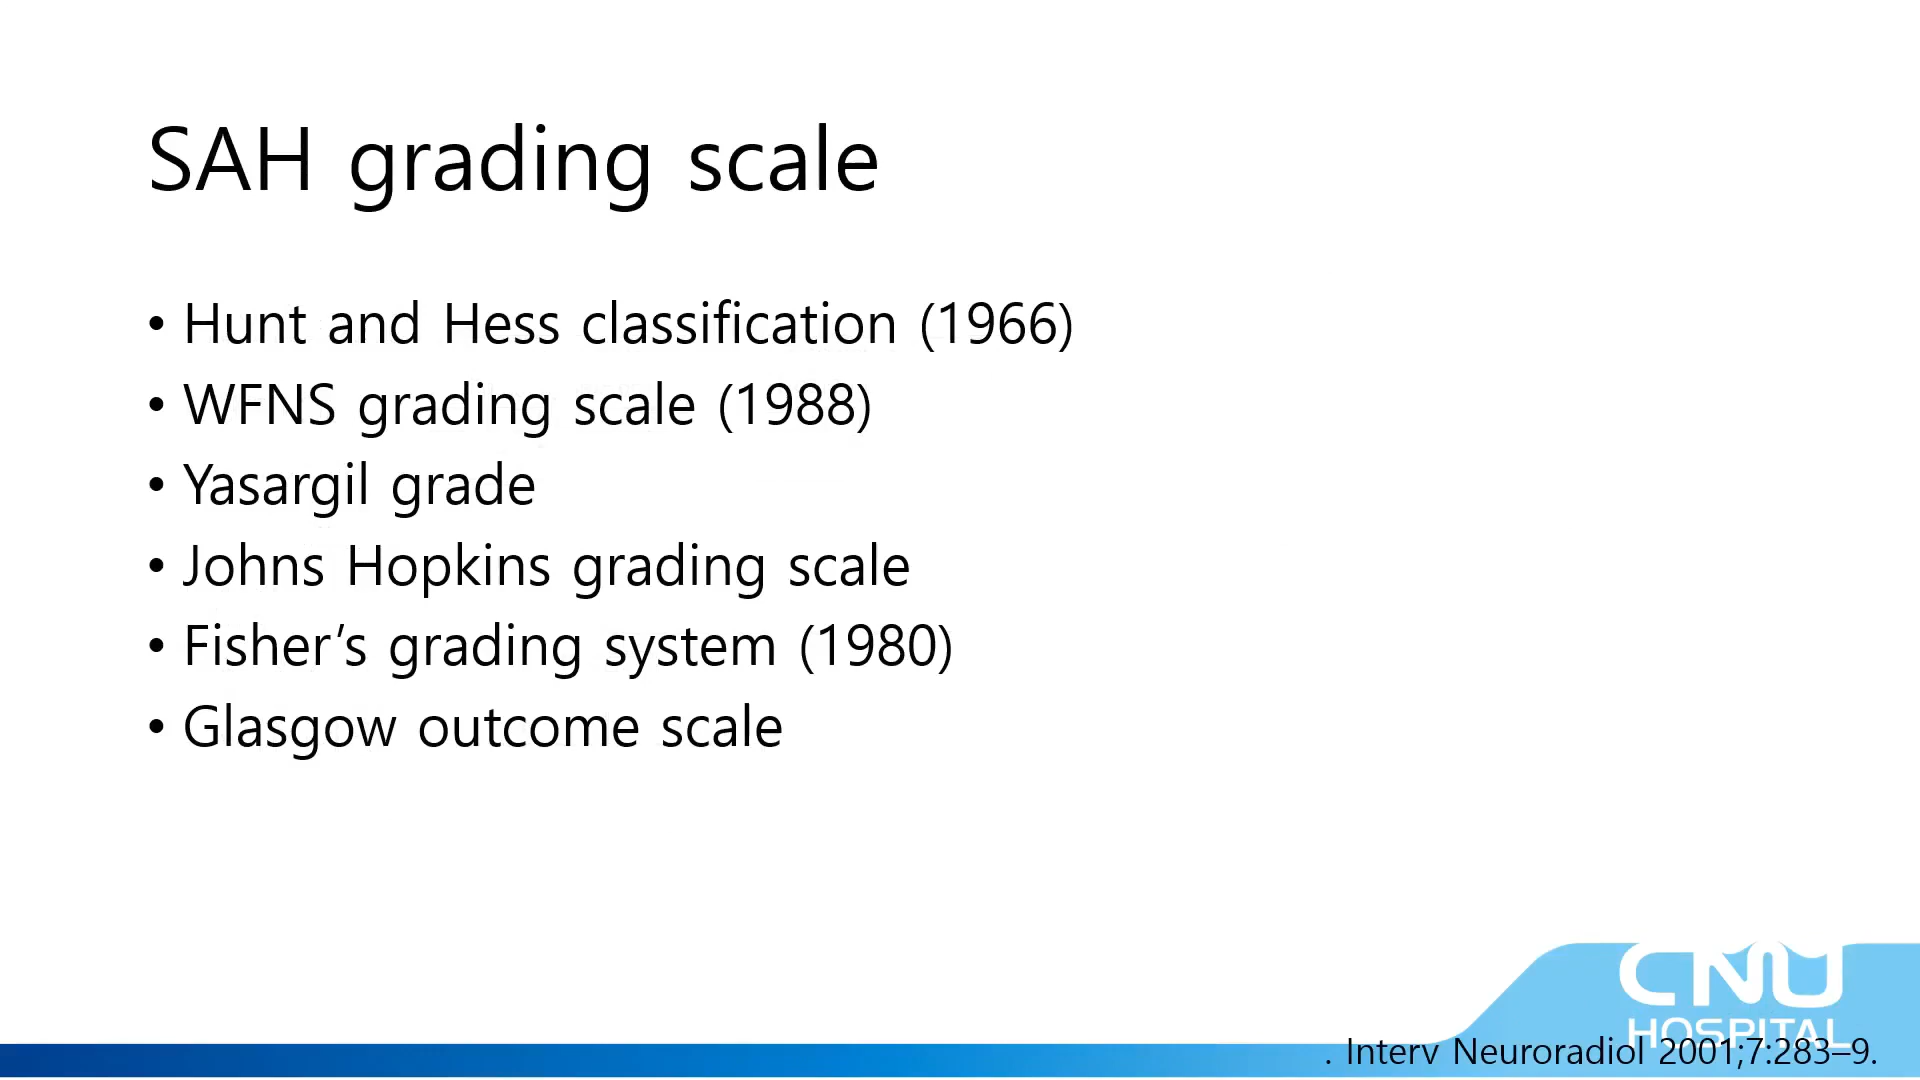 SAH grading scale
• Hunt and Hess classification (1966)
• WFNS grading scale (1988)
• Yasargil grade
• Johns Hopkins grading scale
• Fisher’s grading system (1980)
• Glasgow outcome scale
CNU
HOSPITAL
. Interv Neuroradiol 2001;7:283–9.